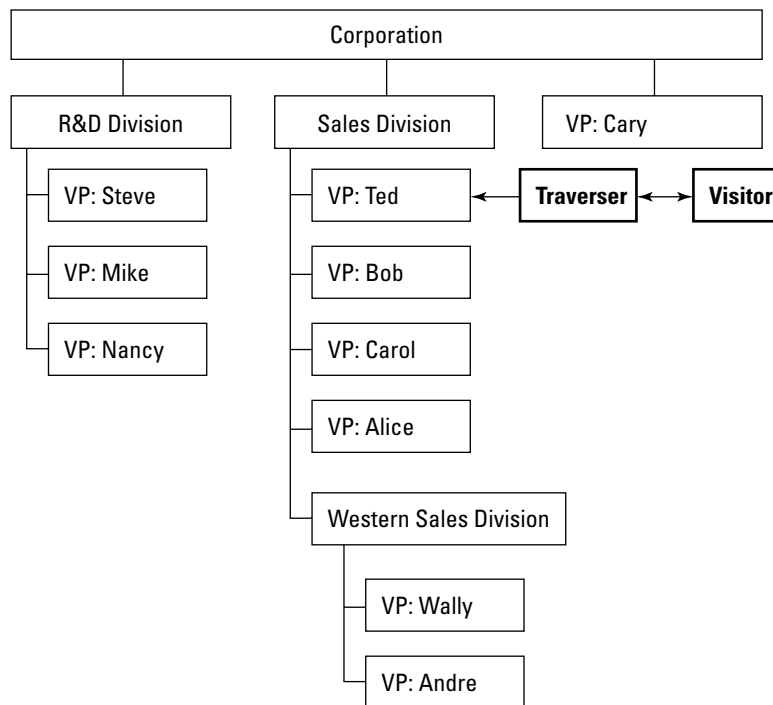 Corporation
R&D Division
Sales Division
VP: Cary
VP: Steve
VP: Ted
Traverser
Visitor
VP: Mike
VP: Bob
VP: Nancy
VP: Carol
VP: Alice
Western Sales Division
VP: Wally
VP: Andre